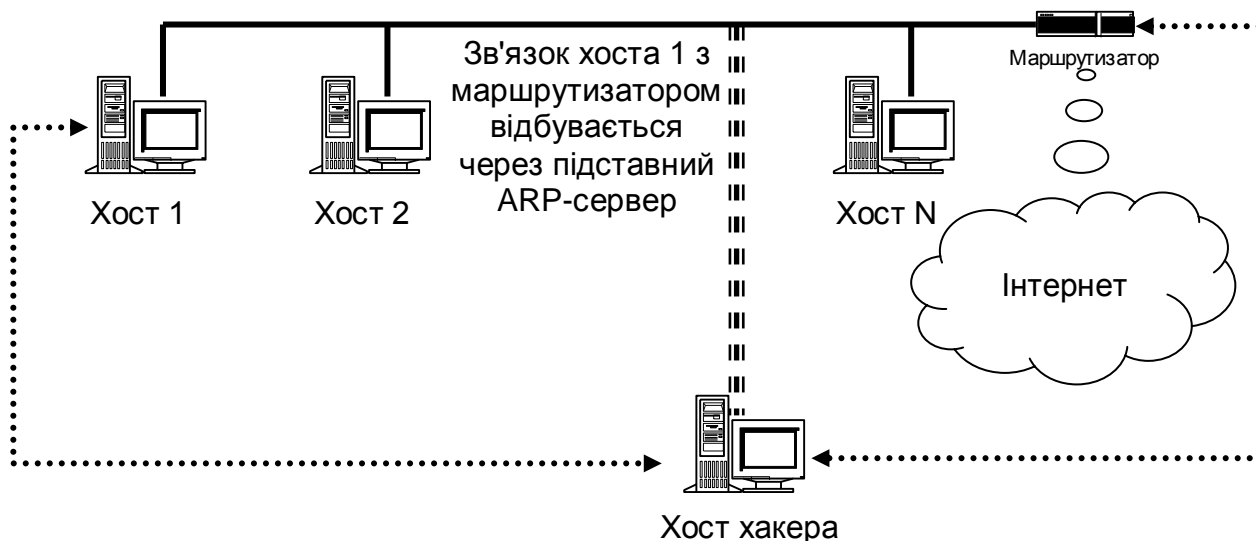 Зв'язок хоста 1 з
маршрутизатором
відбувається
через підставний
ARP-сервер
Маршрутизатор
Хост 1
Хост 2
Хост N
Інтернет
Хост хакера